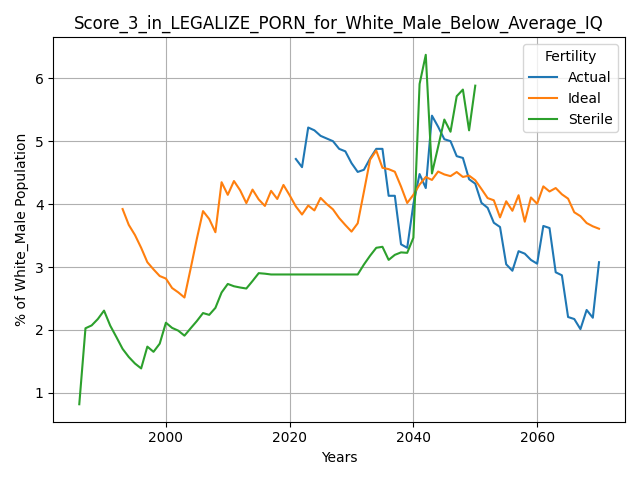 Score_3_in_LEGALIZE_PORN_for_White_Male_Below_Average_IQ
Fertility
Actual
Ideal
Sterile
% of White_Male Population
6
5
4
3
2
1
2000 2020 2040 2060
Years